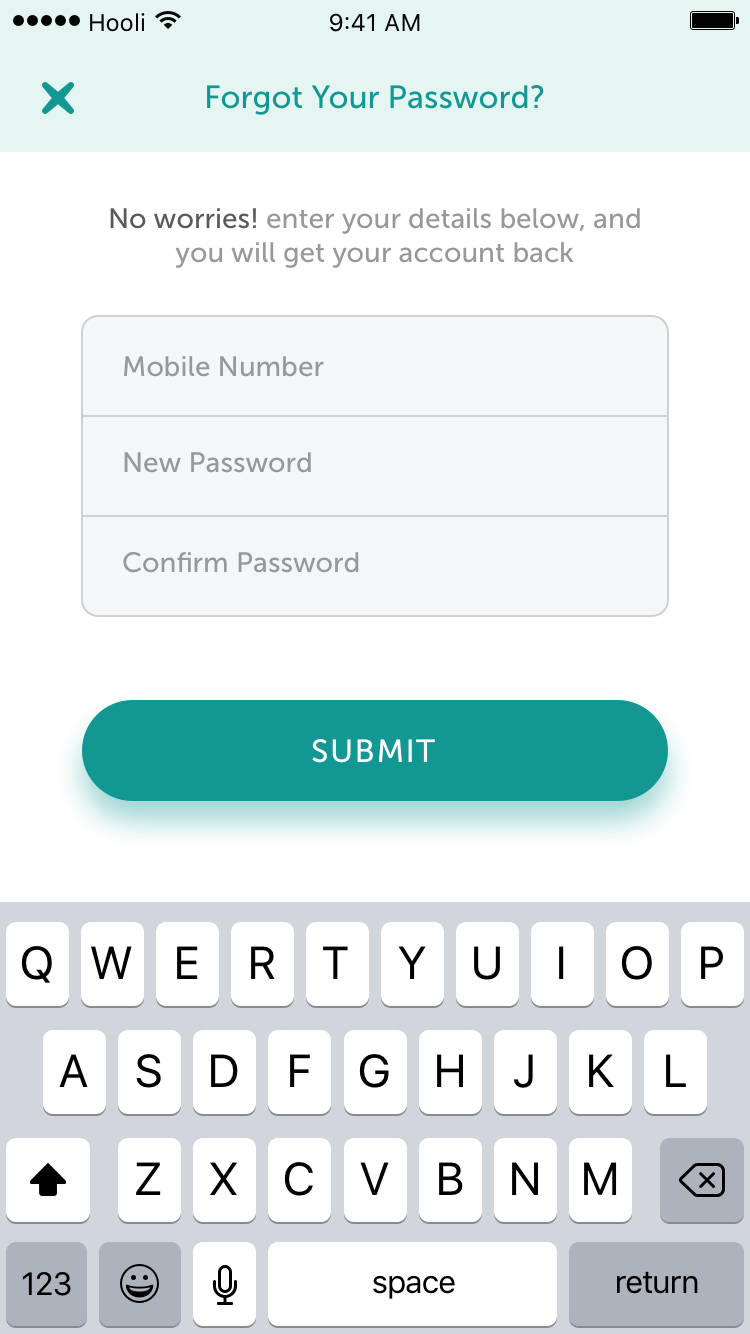 Hooli 9:41 AM
Forgot Your Password?
No worries! enter your details below, and
you will get your account back
Mobile Number
New Password
Confirm Password
SUBMIT
Q W E R T Y U I O P
A S D F G H J K L
Z X C V B N M
123 space return